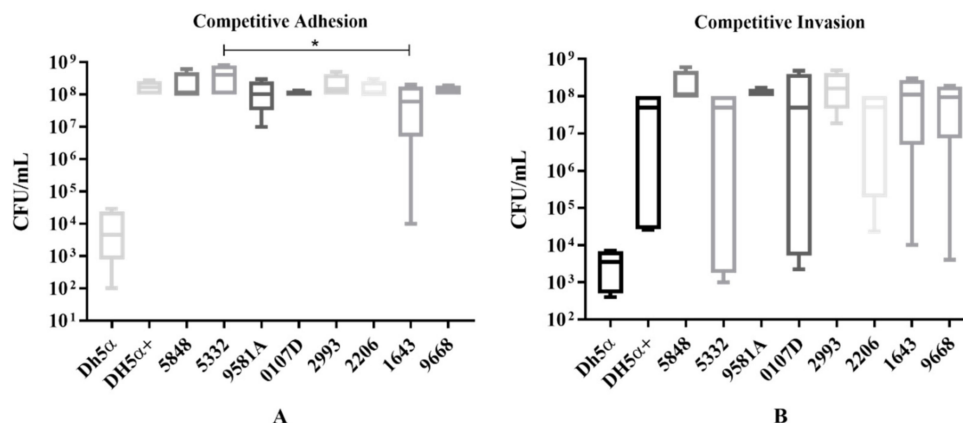 Competitive Adhesion
*
CFU/mL
10⁹
10⁸
10⁷
10⁶
10⁵
10⁴
10³
10²
10¹
Dh5α
DH5α+
5848
5332
9581A
0107D
2993
2206
1643
9668
A
Competitive Invasion
CFU/mL
10⁹
10⁸
10⁷
10⁶
10⁵
10⁴
10³
10²
Dh5α
DH5α+
5848
5332
9581A
0107D
2993
2206
1643
9668
B